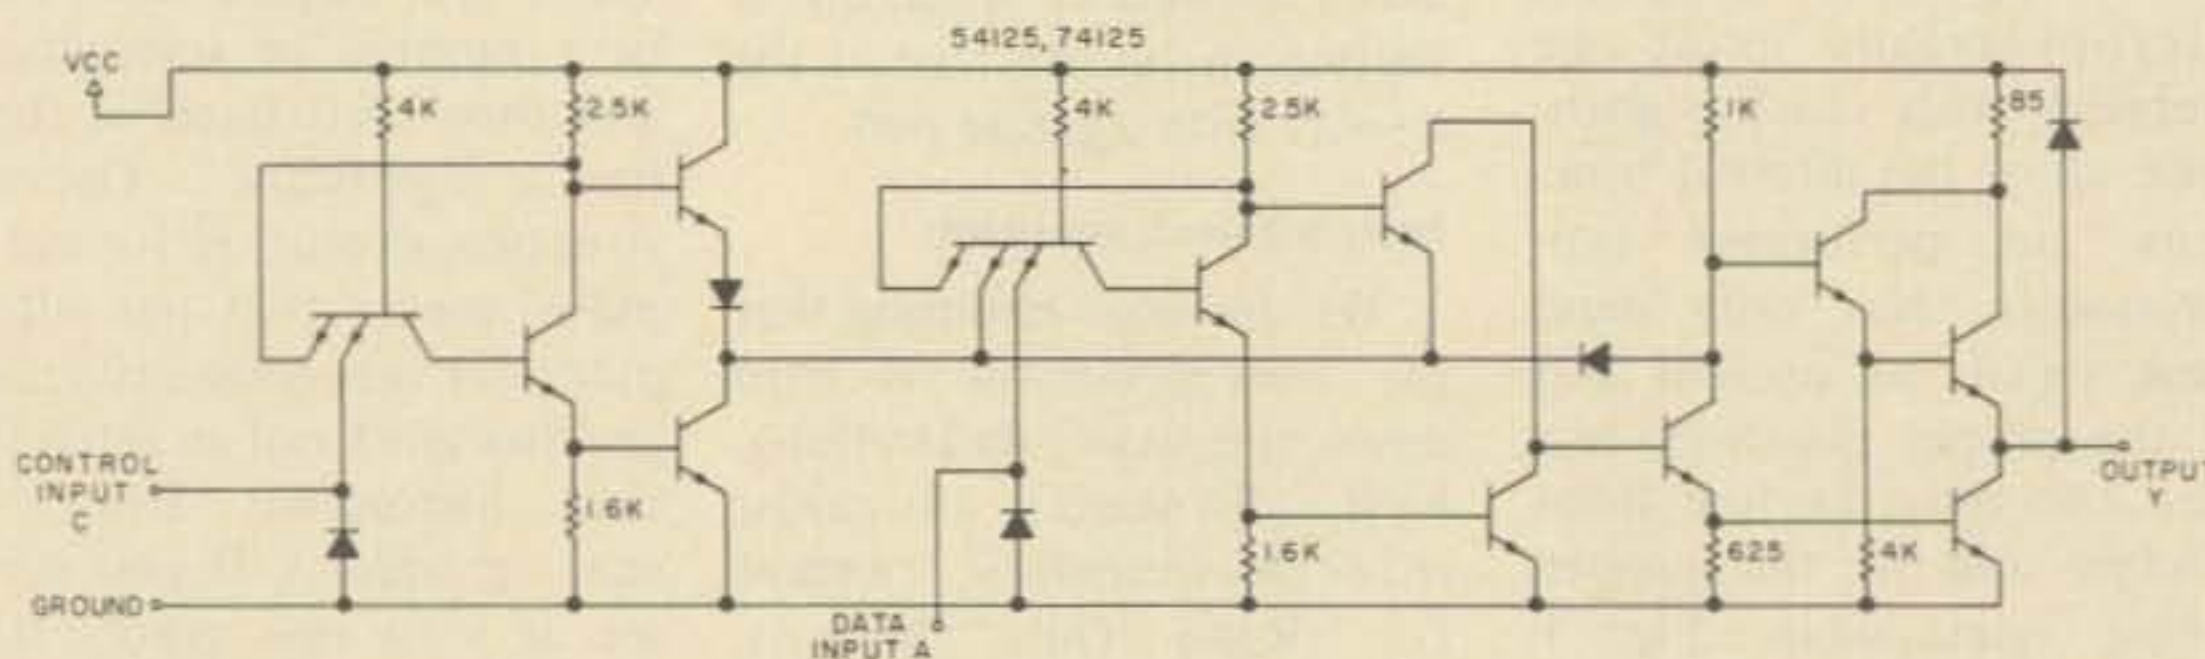 54125, 74125
VCC
4K
2.5K
4K
2.5K
1K
85
CONTROL
INPUT
C
1.6K
GROUND
DATA
INPUT A
1.6K
625
4K
OUTPUT
Y